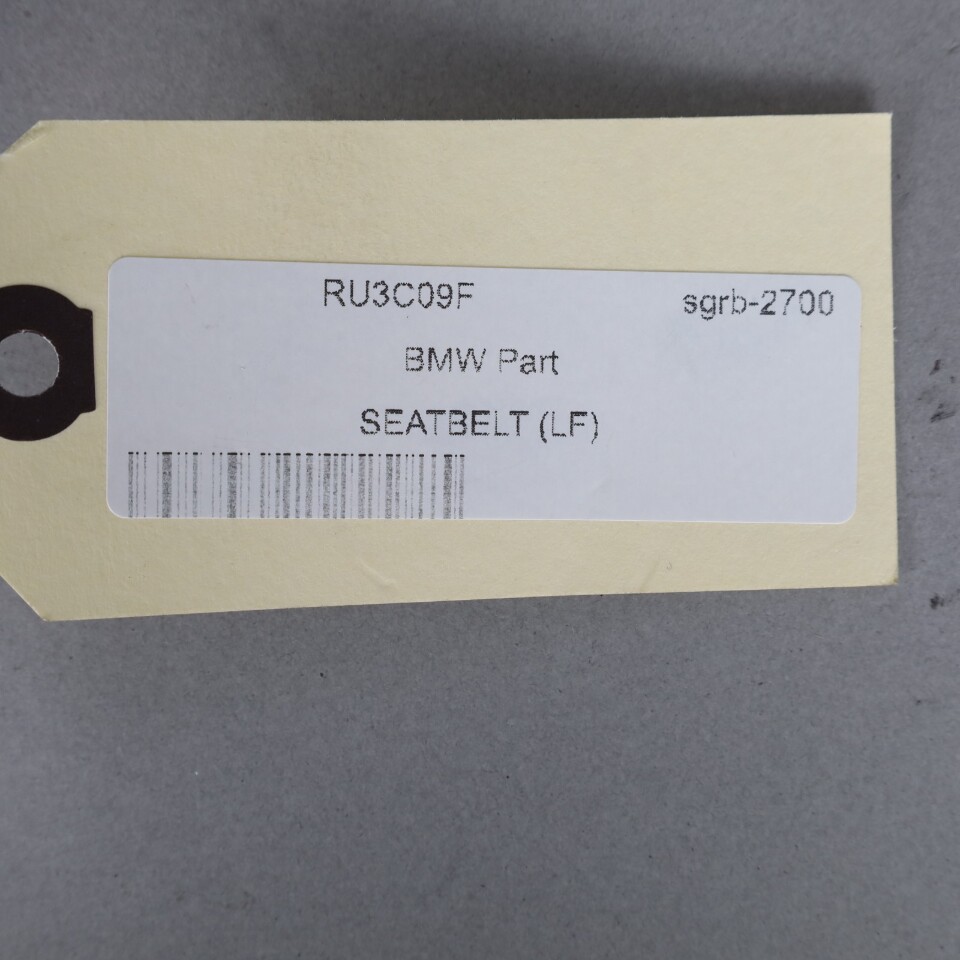 RU3C09F sgrb-2700
BMW Part
SEATBELT (LF)